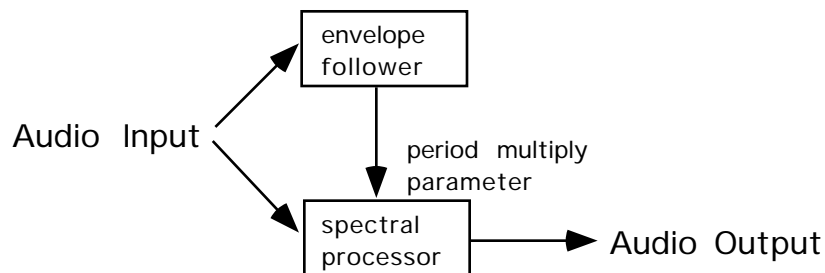 envelope
follower
Audio Input
period multiply
parameter
spectral
processor
Audio Output